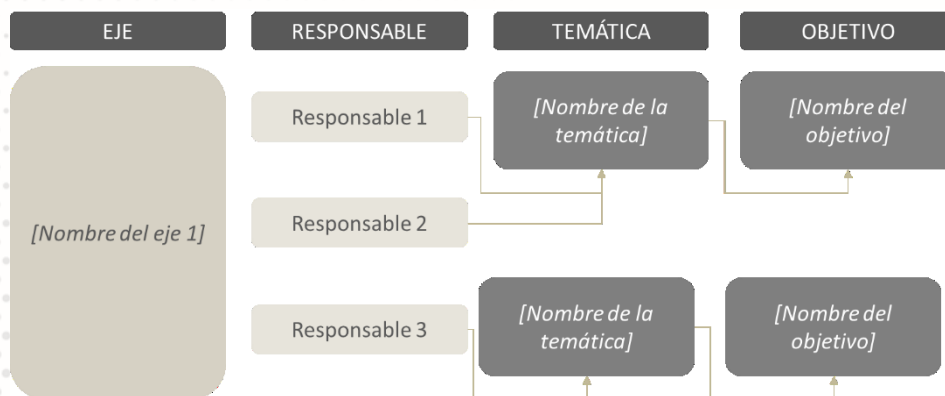 EJE
RESPONSABLE
TEMÁTICA
OBJETIVO
[Nombre del eje 1]
Responsable 1
[Nombre de la
temática]
[Nombre del
objetivo]
Responsable 2
Responsable 3
[Nombre de la
temática]
[Nombre del
objetivo]